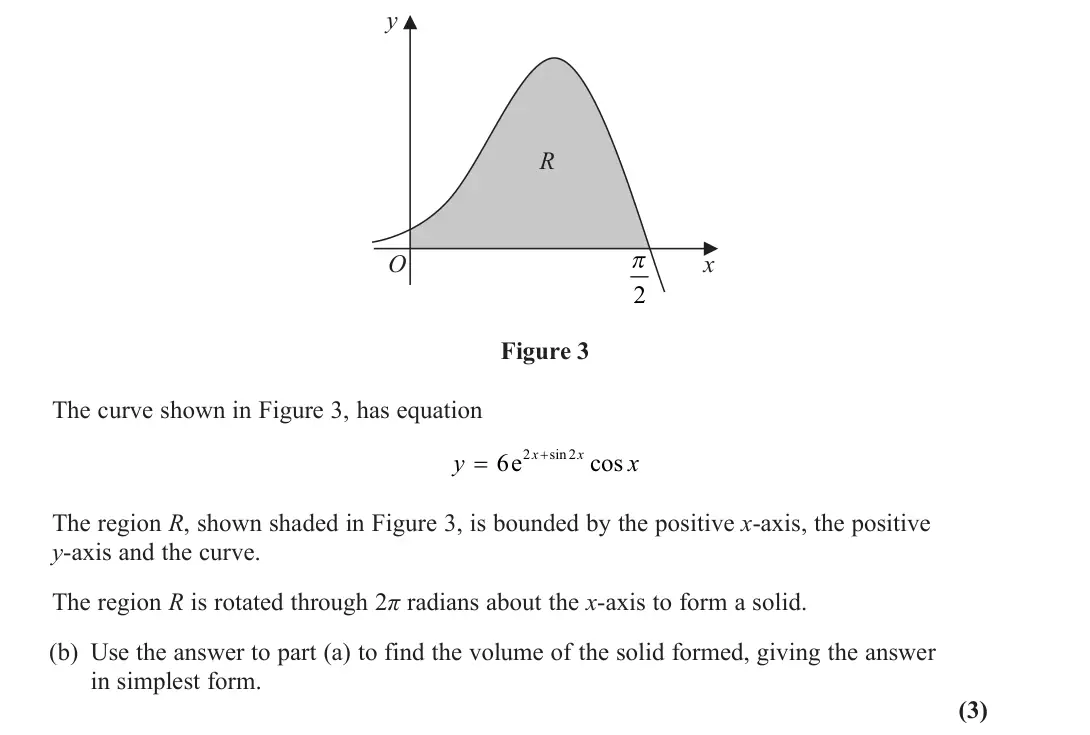 y
R
O
π/2
x
Figure 3
The curve shown in Figure 3, has equation
y = 6e^{2x+sin 2x} cos x
The region R, shown shaded in Figure 3, is bounded by the positive x-axis, the positive
y-axis and the curve.
The region R is rotated through 2π radians about the x-axis to form a solid.
(b) Use the answer to part (a) to find the volume of the solid formed, giving the answer
in simplest form.
(3)